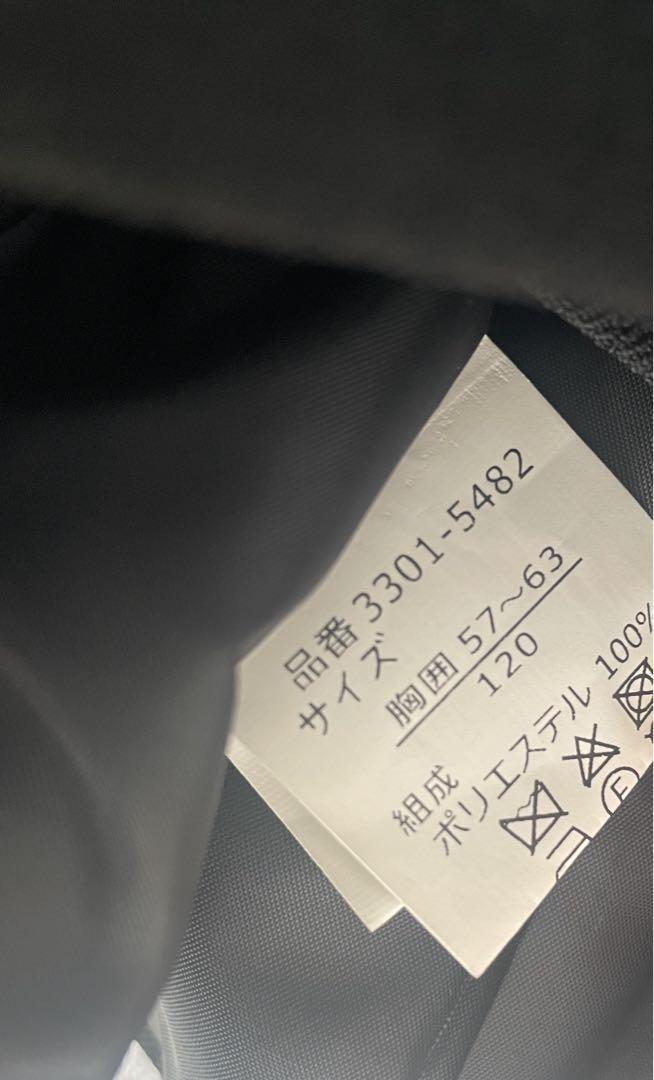 品番 3301-5482
サイズ
胸囲 57〜63
120
組成
ポリエステル 100%
F